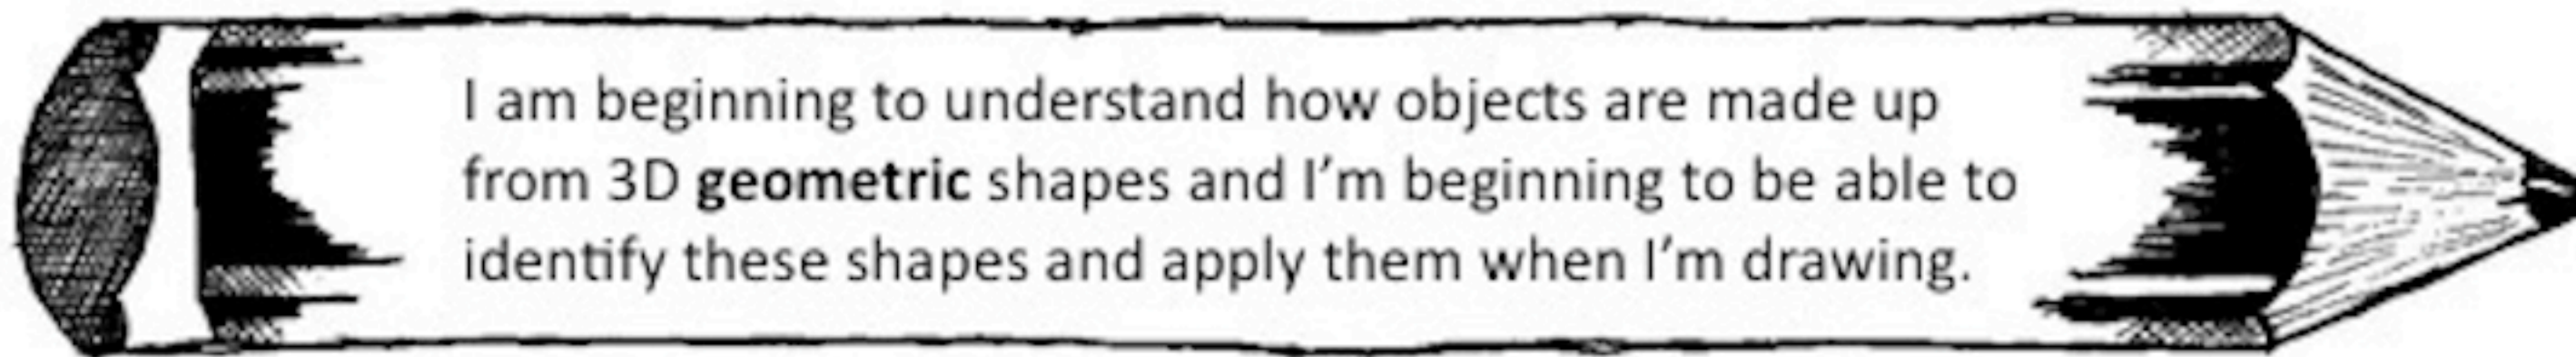 I am beginning to understand how objects are made up
from 3D geometric shapes and I'm beginning to be able to
identify these shapes and apply them when I'm drawing.